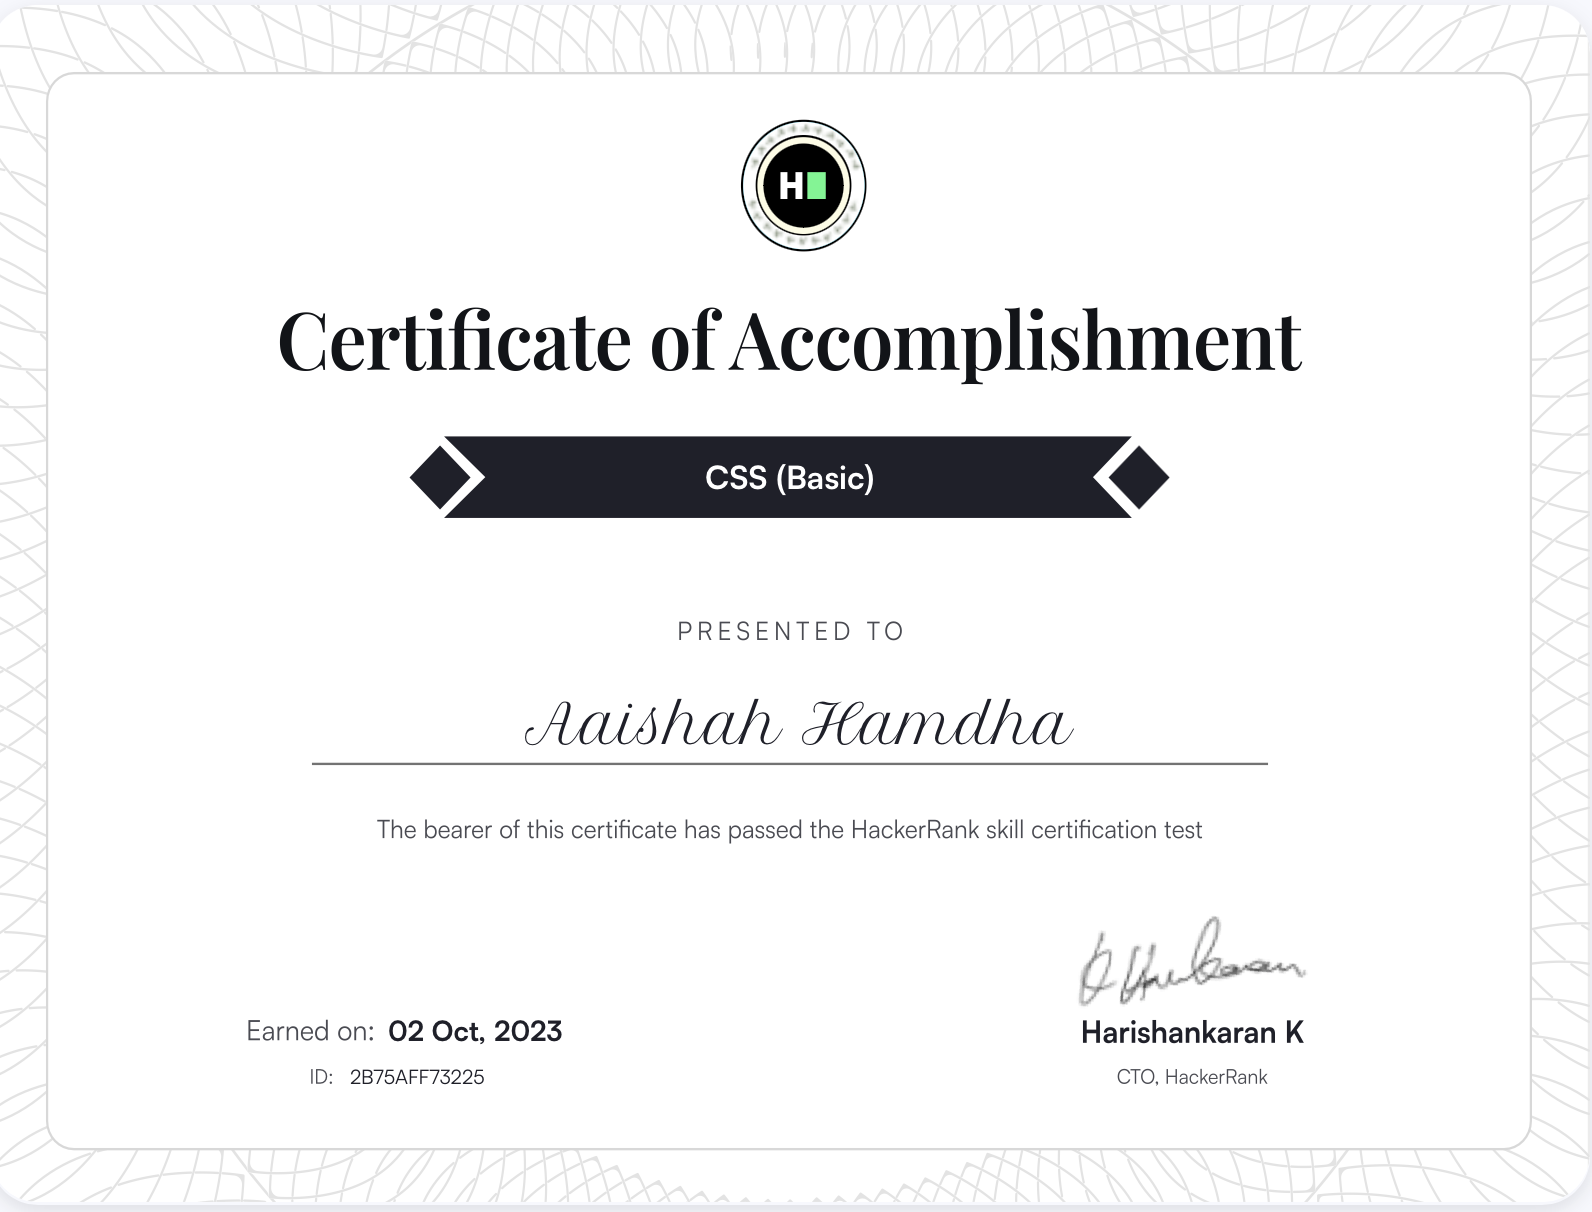 H
Certificate of Accomplishment
CSS (Basic)
PRESENTED TO
Aaishah Hamdha
The bearer of this certificate has passed the HackerRank skill certification test
Earned on: 02 Oct, 2023
ID: 2B75AFF73225
Harishankaran K
CTO, HackerRank